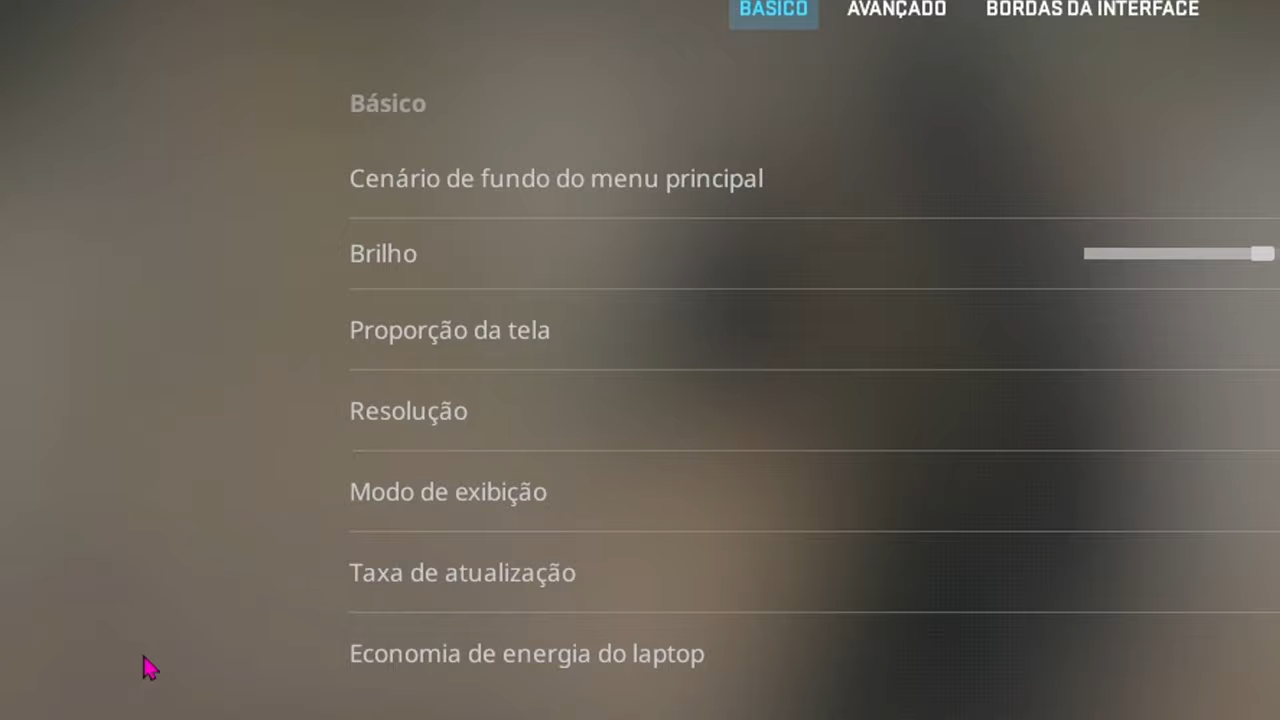 BÁSICO AVANÇADO BORDAS DA INTERFACE
Básico
Cenário de fundo do menu principal
Brilho
Proporção da tela
Resolução
Modo de exibição
Taxa de atualização
Economia de energia do laptop